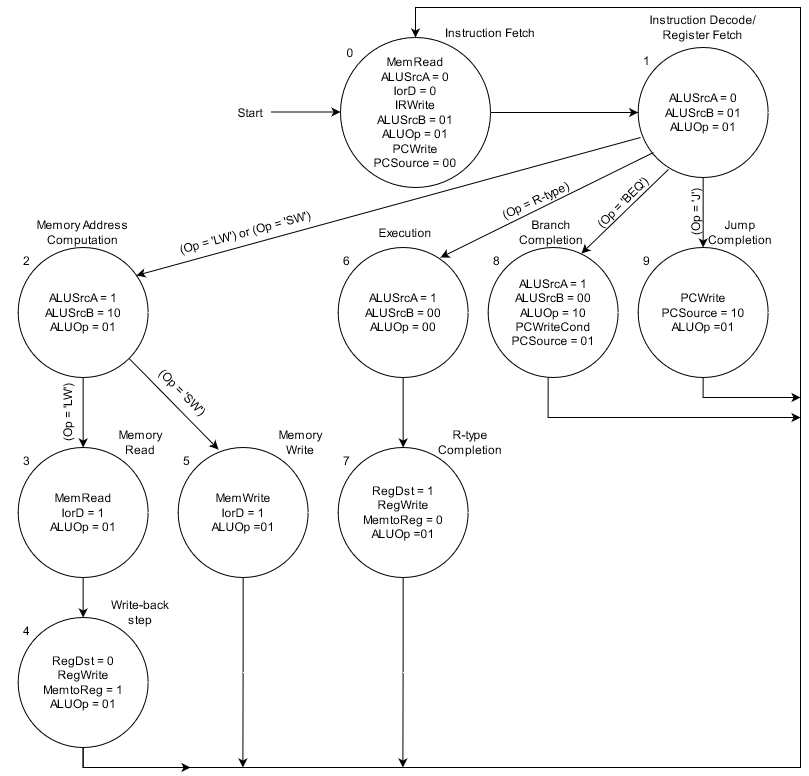 Instruction Fetch
0
MemRead
ALUSrcA = 0
IorD = 0
IRWrite
ALUSrcB = 01
ALUOp = 01
PCWrite
PCSource = 00
Start
Instruction Decode/
Register Fetch
1
ALUSrcA = 0
ALUSrcB = 01
ALUOp = 01
(Op = 'LW') or (Op = 'SW')
(Op = R-type)
(Op = 'BEQ')
(Op = 'J')
Memory Address
Computation
2
ALUSrcA = 1
ALUSrcB = 10
ALUOp = 01
Execution
6
ALUSrcA = 1
ALUSrcB = 00
ALUOp = 00
Branch
Completion
8
ALUSrcA = 1
ALUSrcB = 00
ALUOp = 10
PCWriteCond
PCSource = 01
Jump
Completion
9
PCWrite
PCSource = 10
ALUOp =01
(Op = 'LW')
(Op = 'SW')
Memory
Read
3
MemRead
IorD = 1
ALUOp = 01
Memory
Write
5
MemWrite
IorD = 1
ALUOp =01
R-type
Completion
7
RegDst = 1
RegWrite
MemtoReg = 0
ALUOp =01
Write-back
step
4
RegDst = 0
RegWrite
MemtoReg = 1
ALUOp = 01